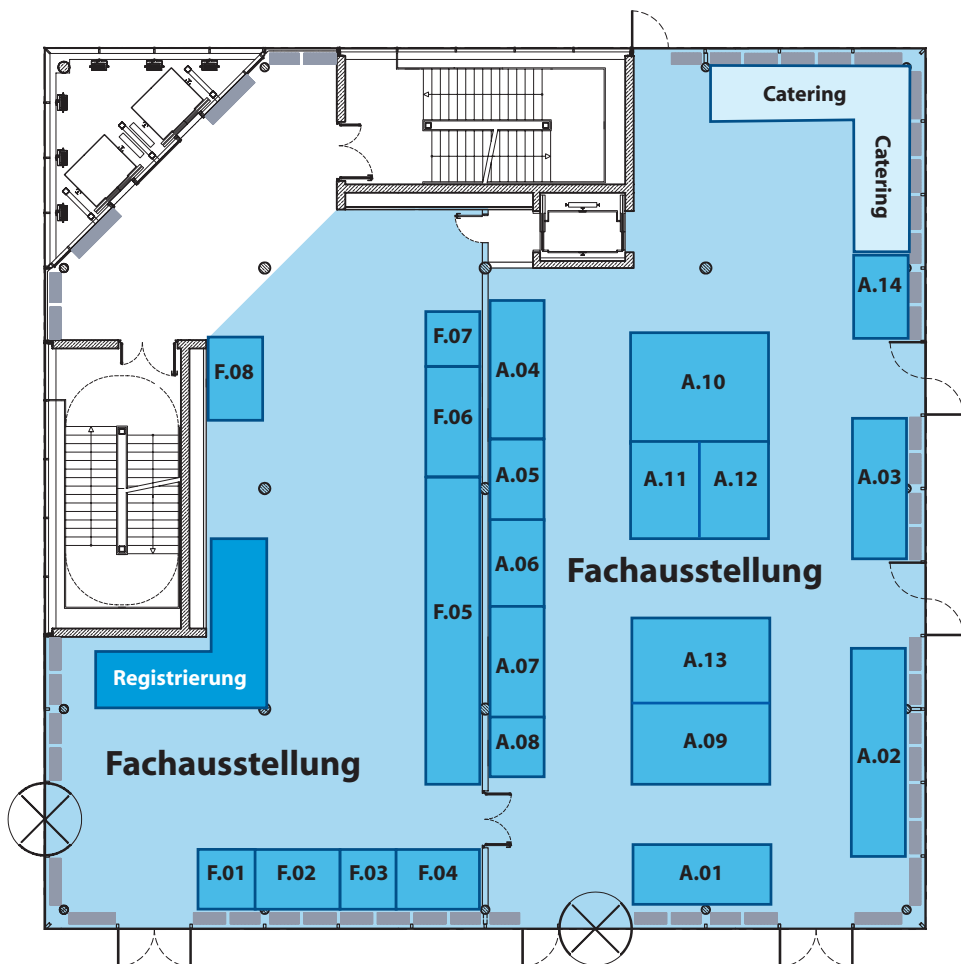 Catering
Catering
A.14
F.07
F.08
A.04
A.10
F.06
A.05
A.11
A.12
A.03
A.06
Fachausstellung
F.05
A.07
A.13
Registrierung
A.08
A.09
A.02
Fachausstellung
F.01
F.02
F.03
F.04
A.01